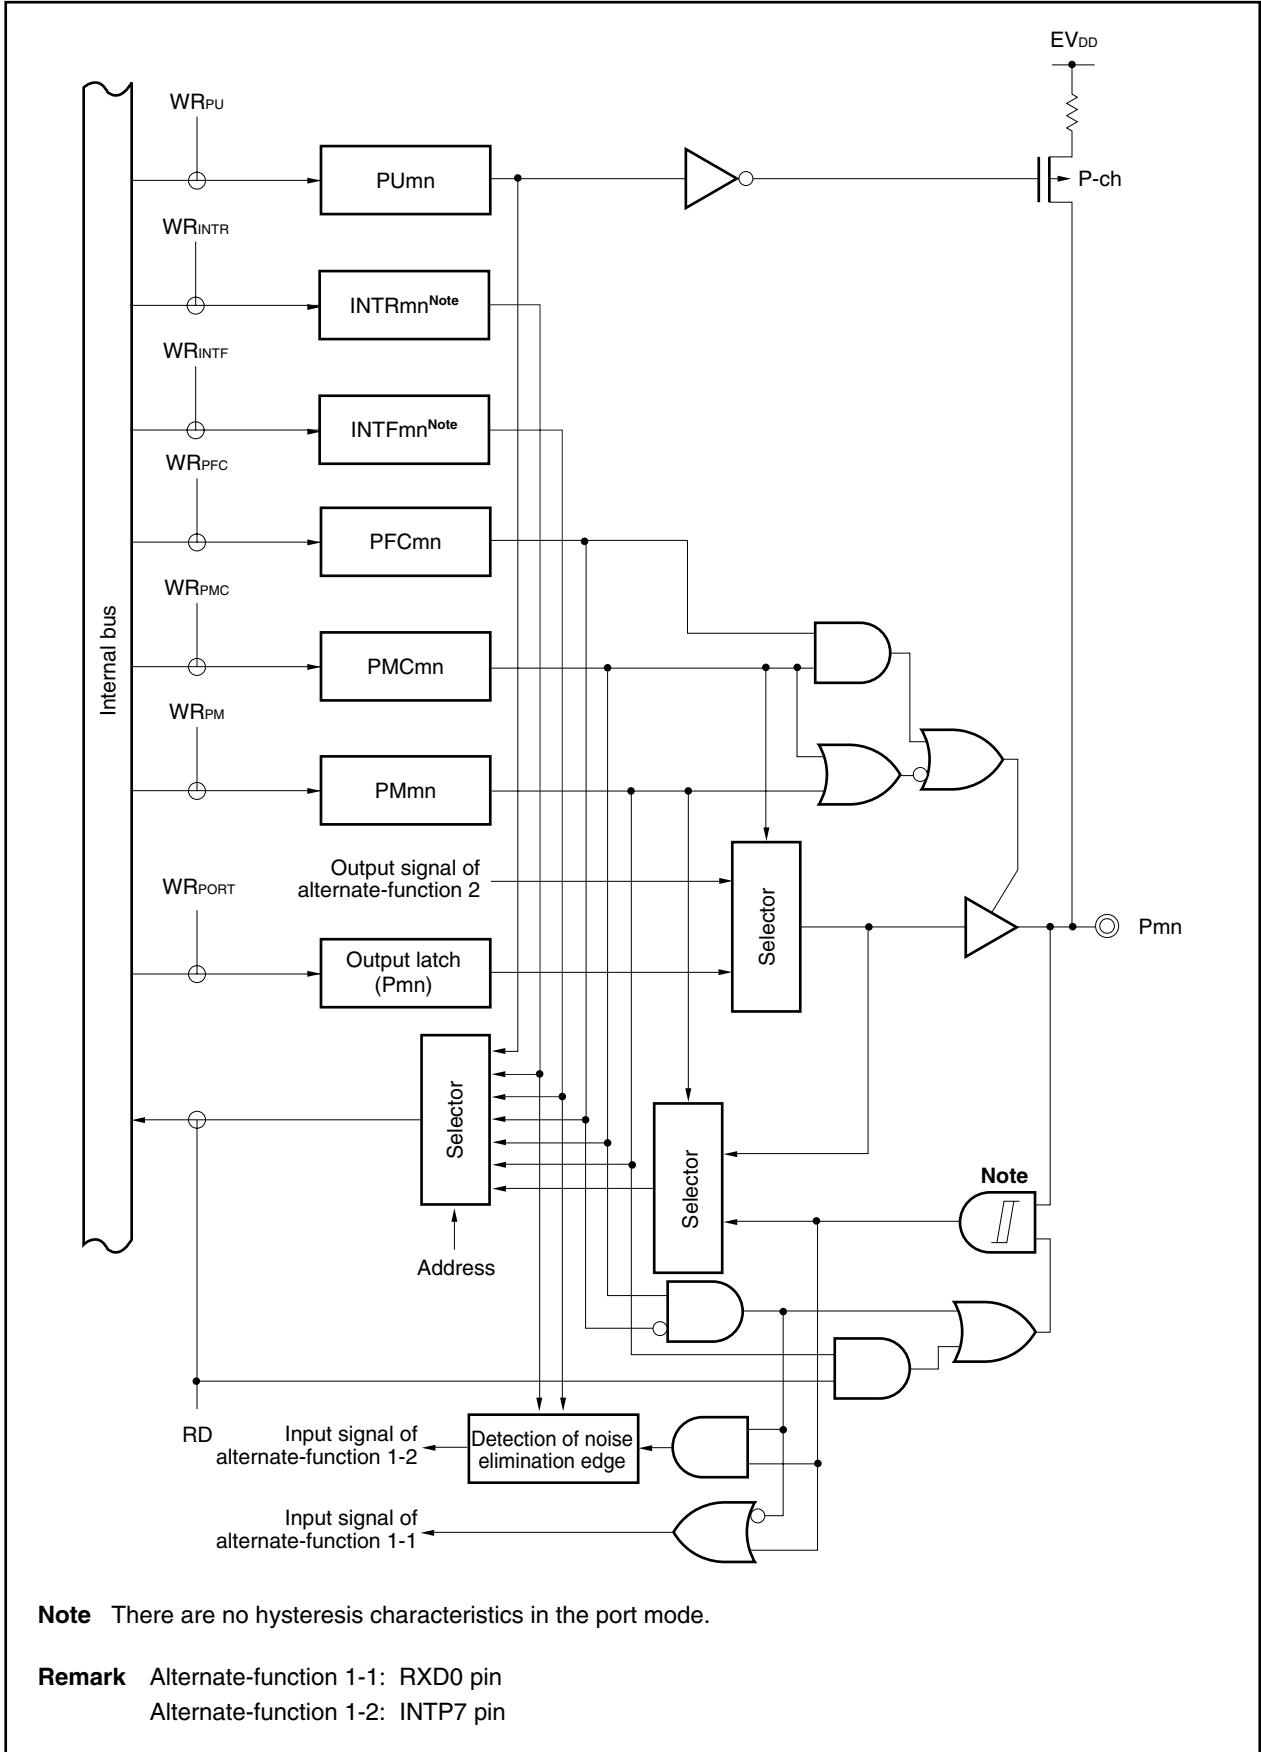 EVDD
WRPU
PUmn
P-ch
WRINTR
INTRmnNote
WRINTF
INTFmnNote
WRPFC
PFCmn
WRPMC
Internal bus
PMCmn
WRPM
PMmn
Output signal of
alternate-function 2
WRPORT
Selector
Pmn
Output latch
(Pmn)
Selector
Selector
Note
Address
RD
Input signal of
alternate-function 1-2
Detection of noise
elimination edge
Input signal of
alternate-function 1-1
Note There are no hysteresis characteristics in the port mode.
Remark Alternate-function 1-1: RXD0 pin
Alternate-function 1-2: INTP7 pin